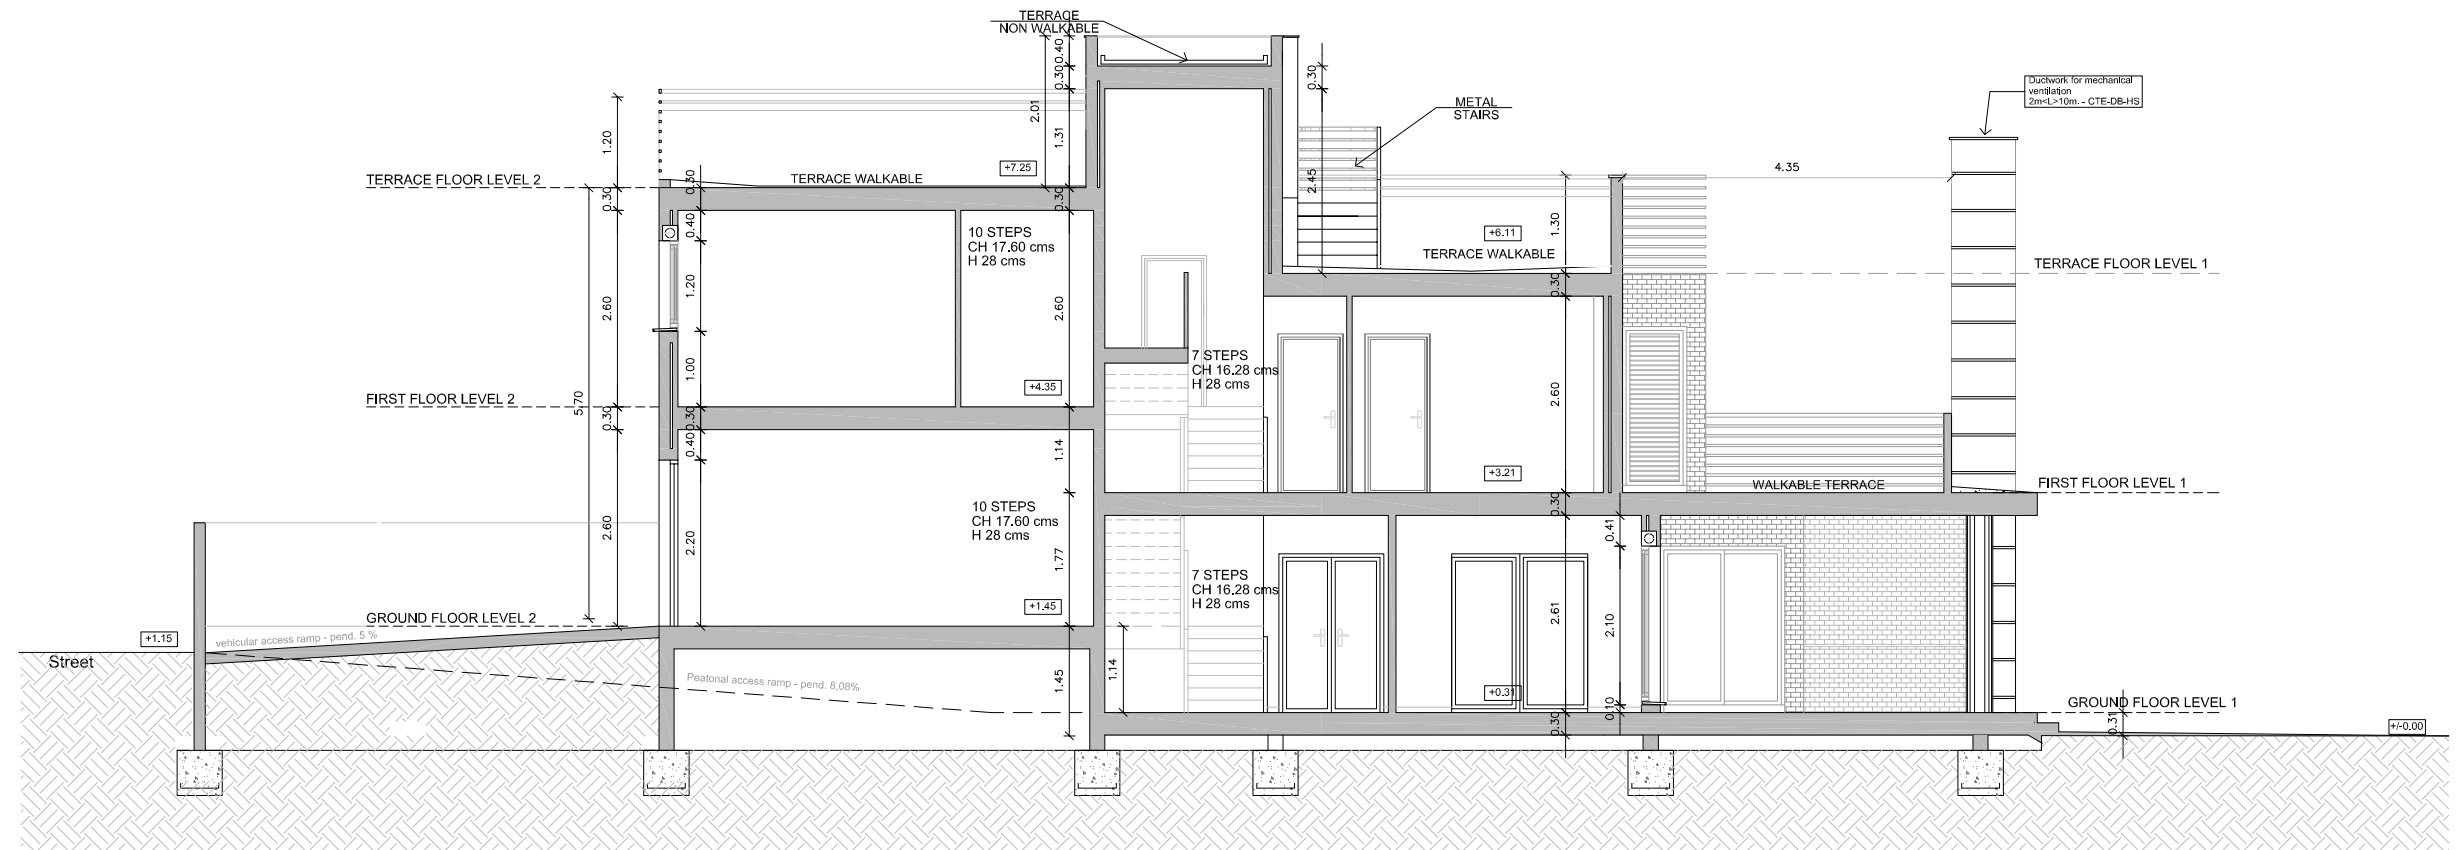 TERRACE
NON WALKABLE
0.40
0.30
2.01
1.31
0.30
2.45
METAL
STAIRS
Ductwork for mechanical
ventilation
2m<L>10m. - CTE-DB-HS
1.20
+7.25
4.35
TERRACE FLOOR LEVEL 2
TERRACE WALKABLE
0.30
0.30
0.30
0.40
10 STEPS
CH 17.60 cms
H 28 cms
+6.11
1.30
TERRACE WALKABLE
TERRACE FLOOR LEVEL 1
0.30
2.60
1.20
2.60
1.00
7 STEPS
CH 16.28 cms
H 28 cms
2.60
+4.35
5.70
FIRST FLOOR LEVEL 2
0.30
0.30
0.30
0.40
1.14
+3.21
WALKABLE TERRACE
FIRST FLOOR LEVEL 1
0.30
10 STEPS
CH 17.60 cms
H 28 cms
2.60
2.20
1.77
0.41
7 STEPS
CH 16.28 cms
H 28 cms
2.61
2.10
+1.45
GROUND FLOOR LEVEL 2
+1.15
vehicular access ramp - pend. 5 %
Street
Peatonal access ramp - pend. 8,08%
1.45
1.14
+0.31
0.10
0.30
GROUND FLOOR LEVEL 1
0.31
+/-0.00